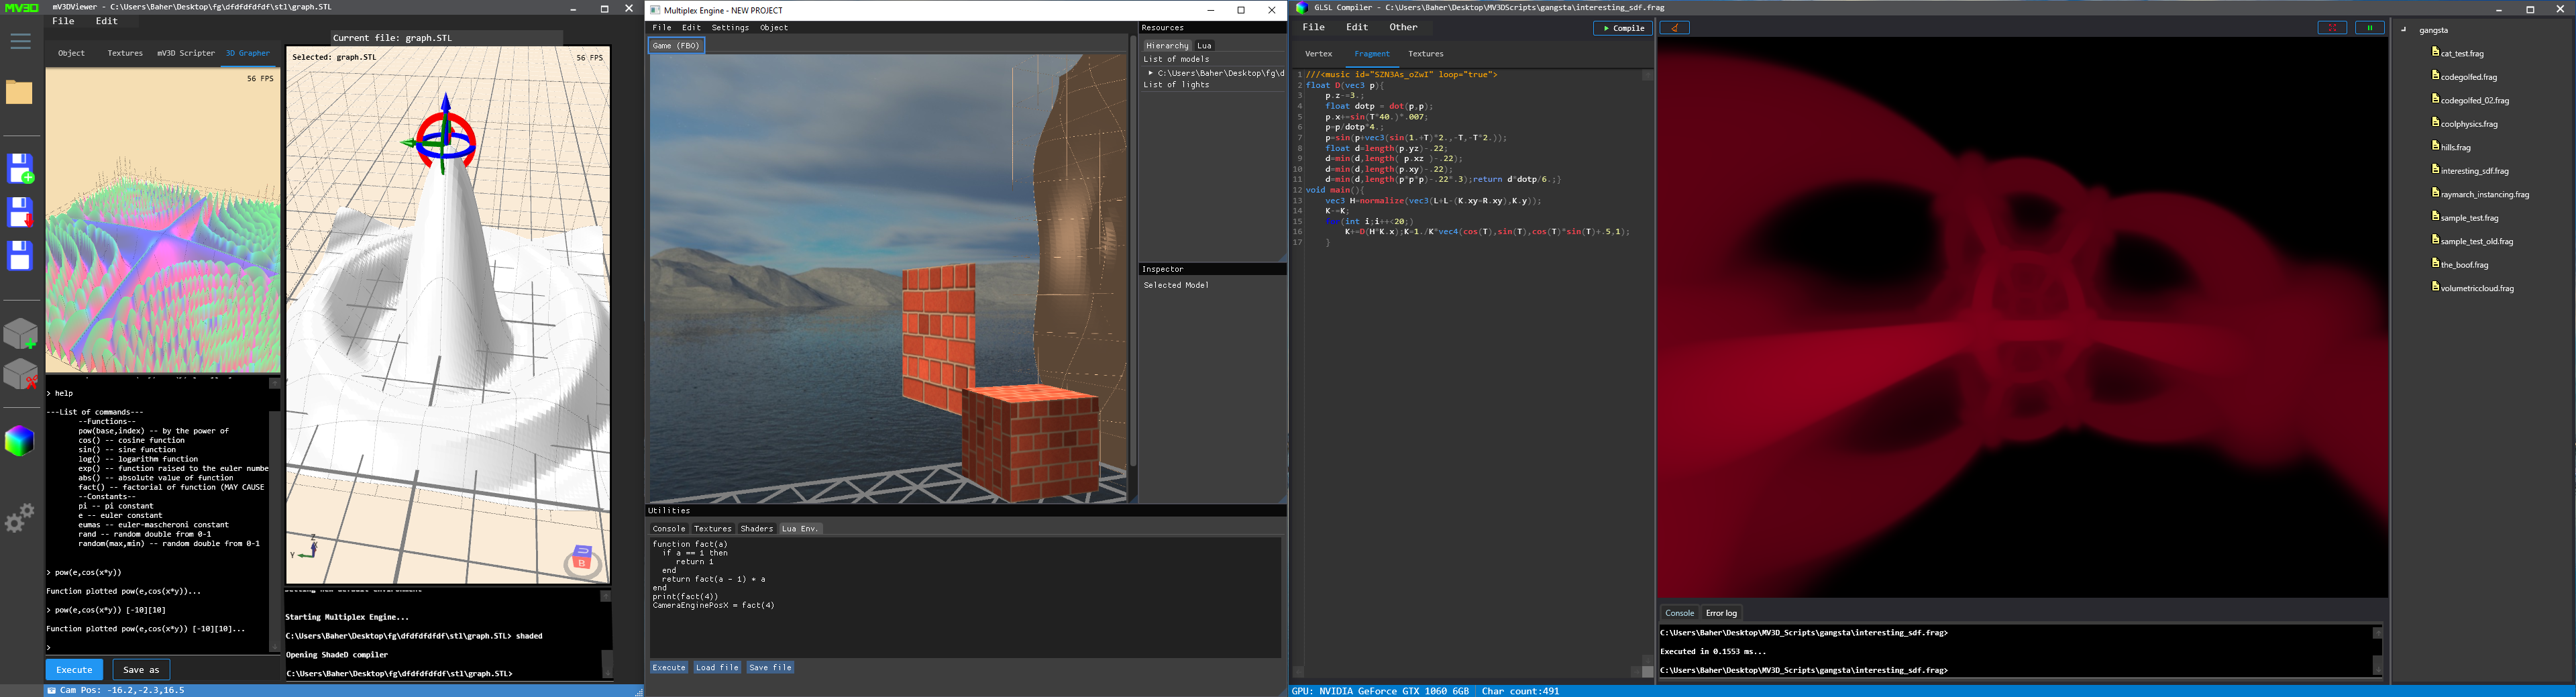 MV3D
mV3DViewer - C:\Users\Baher\Desktop\fg\dfdfdfdfdf\stl\graph.STL
File Edit
Current file: graph.STL
Object Textures mV3D Scripter 3D Grapher
56 FPS
Selected: graph.STL
56 FPS
> help
---List of commands---
--Functions--
pow(base,index) -- by the power of
cos() -- cosine function
sin() -- sine function
log() -- logarithm function
exp() -- function raised to the euler numbe
abs() -- absolute value of function
fact() -- factorial of function (MAY CAUSE
--Constants--
pi -- pi constant
e -- euler constant
eumas -- euler-mascheroni constant
rand -- random double from 0-1
random(max,min) -- random double from 0-1
> pow(e,cos(x*y))
Function plotted pow(e,cos(x*y))...
> pow(e,cos(x*y)) [-10][10]
Function plotted pow(e,cos(x*y)) [-10][10]...
>
Execute Save as
Cam Pos: -16.2,-2.3,16.5
Z
Y
B
Starting Multiplex Engine...
C:\Users\Baher\Desktop\fg\dfdfdfdfdf\stl\graph.STL> shaded
Opening ShadeD compiler
C:\Users\Baher\Desktop\fg\dfdfdfdfdf\stl\graph.STL>
Multiplex Engine - NEW PROJECT
File Edit Settings Object
Game (FBO)
Resources
Hierarchy Lua
List of models
C:\Users\Baher\Desktop\fg\d
List of lights
Inspector
Selected Model
Utilities
Console Textures Shaders Lua Env.
function fact(a)
if a == 1 then
return 1
end
return fact(a - 1) * a
end
print(fact(4))
CameraEnginePosX = fact(4)
Execute Load file Save file
GLSL Compiler - C:\Users\Baher\Desktop\MV3DScripts\gangsta\interesting_sdf.frag
File Edit Other
Compile
Vertex Fragment Textures
1 ///<music id="SZN3As_oZwI" loop="true">
2 float D(vec3 p){
3 p.z-=3.;
4 float dotp = dot(p,p);
5 p.x+=sin(T*40.)*.007;
6 p=p/dotp*4.;
7 p=sin(p+vec3(sin(1.+T)*2.,-T,-T*2.));
8 float d=length(p.yz)-.22;
9 d=min(d,length( p.xz )-.22);
10 d=min(d,length(p.xy)-.22);
11 d=min(d,length(p*p*p)-.22*.3);return d*dotp/6.;}
12 void main(){
13 vec3 H=normalize(vec3(L+L-(K.xy=R.xy),K.y));
14 K-=K;
15 for(int i;i++<20;)
16 K+=D(H*K.x);K=1./K*vec4(cos(T),sin(T),cos(T)*sin(T)+.5,1);
17 }
Console Error log
C:\Users\Baher\Desktop\MV3D_Scripts\gangsta\interesting_sdf.frag>
Executed in 0.1553 ms...
C:\Users\Baher\Desktop\MV3D_Scripts\gangsta\interesting_sdf.frag>
GPU: NVIDIA GeForce GTX 1060 6GB Char count:491
gangsta
cat_test.frag
codegolfed.frag
codegolfed_02.frag
coolphysics.frag
hills.frag
interesting_sdf.frag
raymarch_instancing.frag
sample_test.frag
sample_test_old.frag
the_boof.frag
volumetriccloud.frag